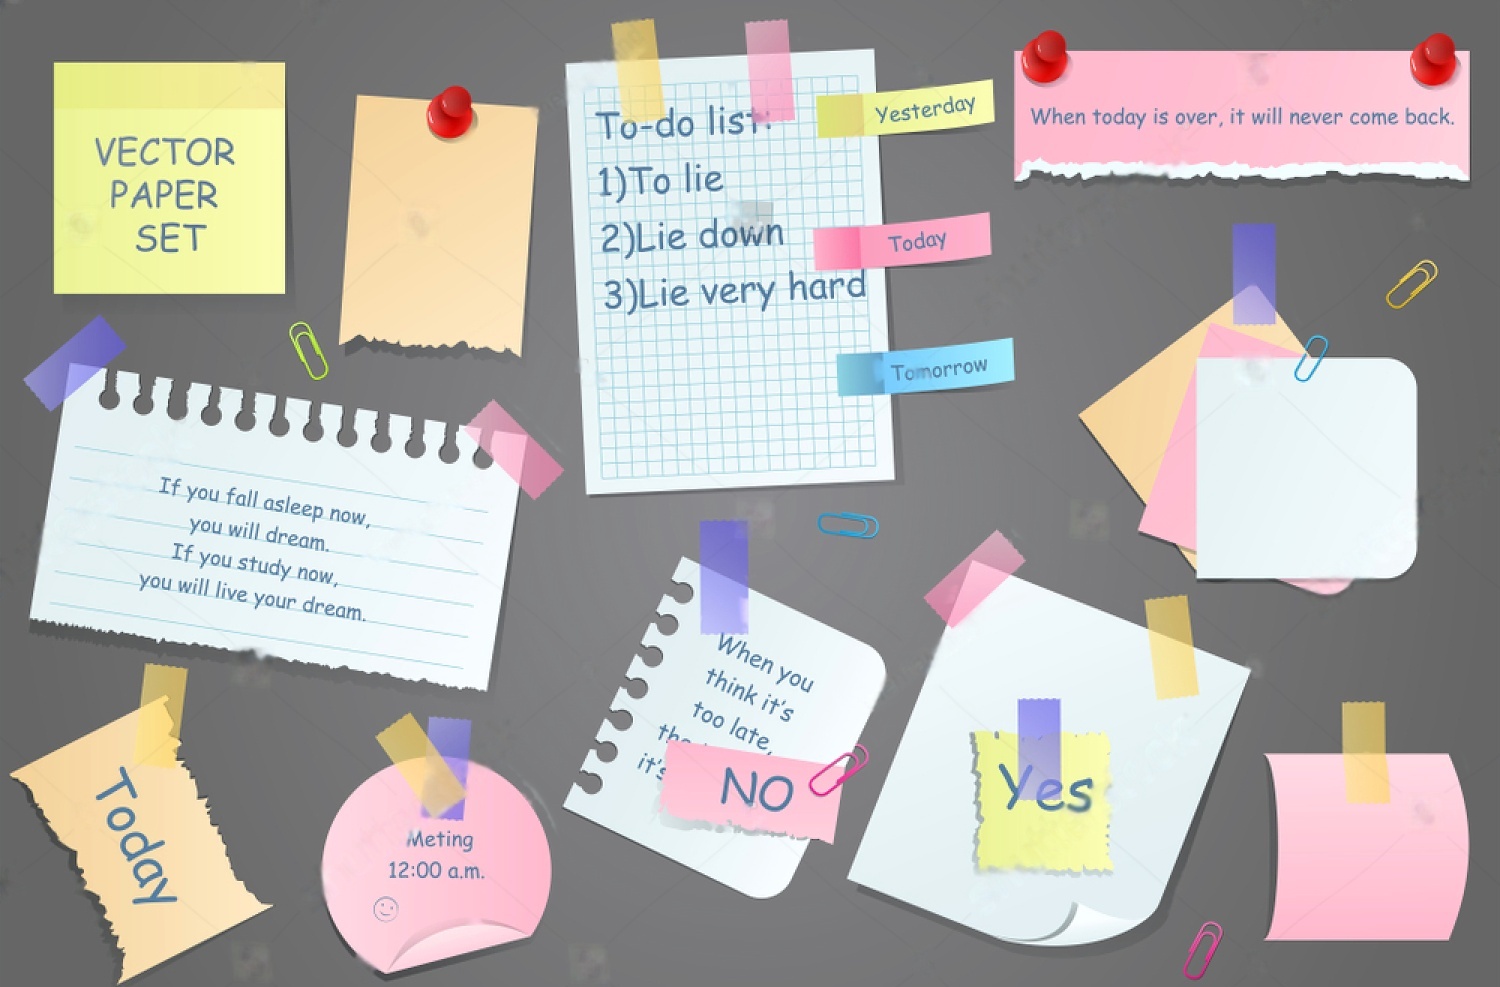 VECTOR
PAPER
SET
To-do list:
1)To lie
2)Lie down
3)Lie very hard
Yesterday
Today
Tomorrow
When today is over, it will never come back.
If you fall asleep now,
you will dream.
If you study now,
you will live your dream.
When you
think it's
too late,
it's
NO
Yes
Today
Meting
12:00 a.m.